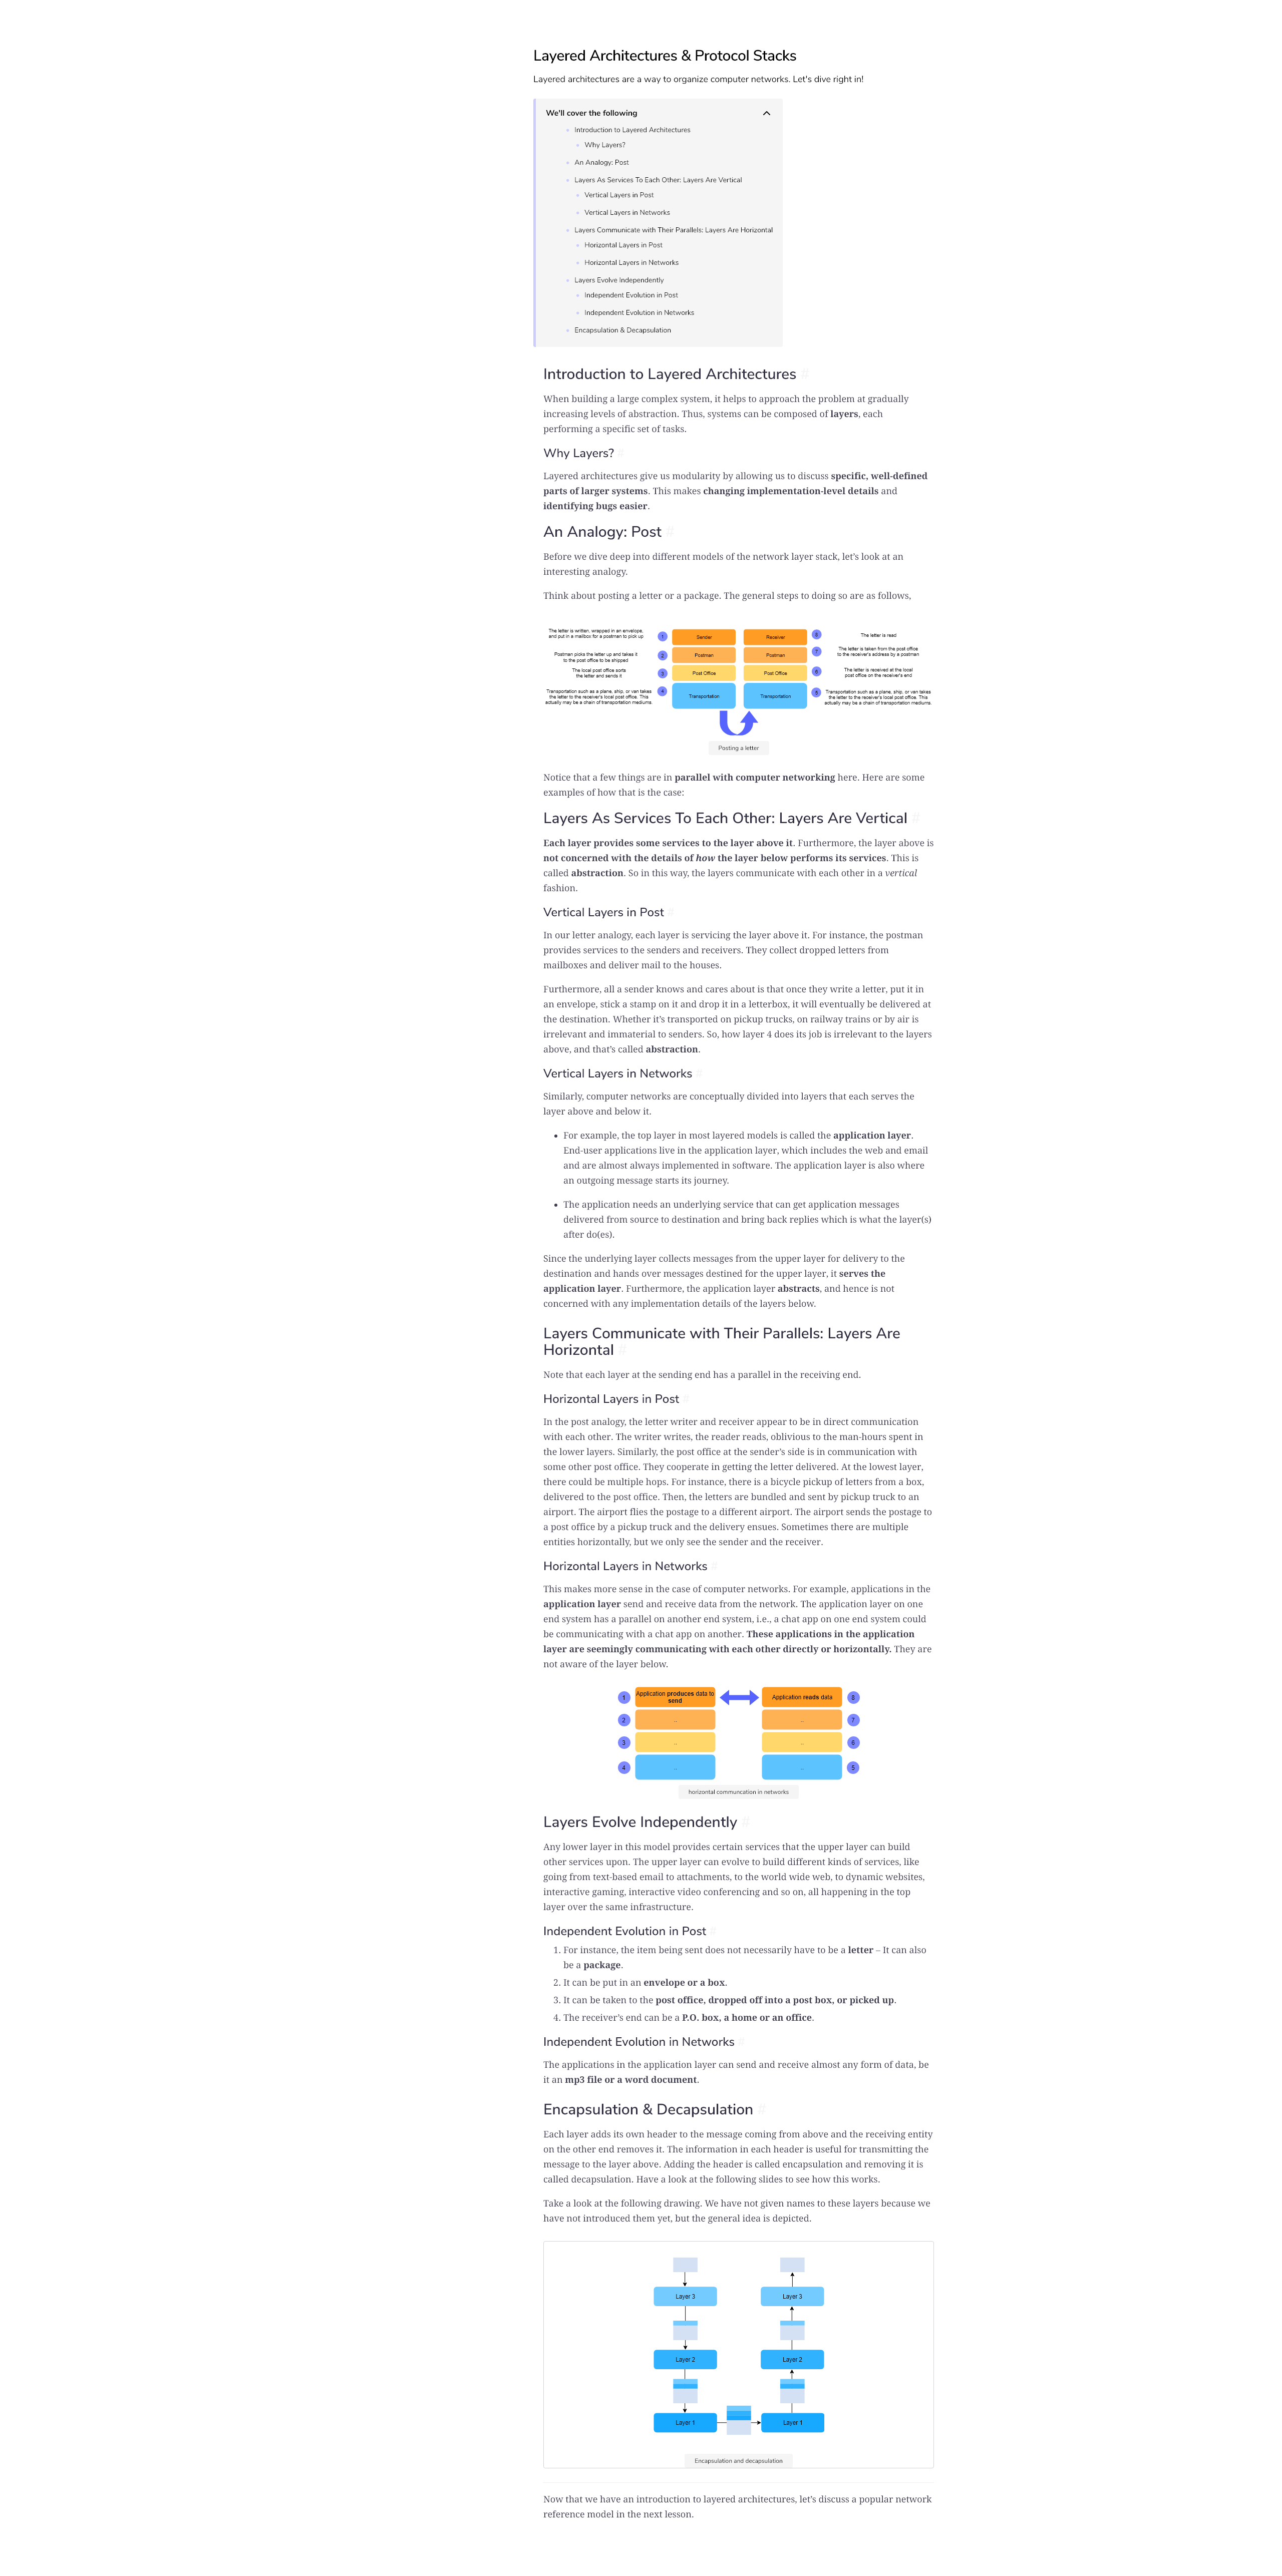 Layered Architectures & Protocol Stacks
Layered architectures are a way to organize computer networks. Let's dive right in!
We'll cover the following
Introduction to Layered Architectures
Why Layers?
An Analogy: Post
Layers As Services To Each Other: Layers Are Vertical
Vertical Layers in Post
Vertical Layers in Networks
Layers Communicate with Their Parallels: Layers Are Horizontal
Horizontal Layers in Post
Horizontal Layers in Networks
Layers Evolve Independently
Independent Evolution in Post
Independent Evolution in Networks
Encapsulation & Decapsulation
Introduction to Layered Architectures #
When building a large complex system, it helps to approach the problem at gradually
increasing levels of abstraction. Thus, systems can be composed of layers, each
performing a specific set of tasks.
Why Layers? #
Layered architectures give us modularity by allowing us to discuss specific, well-defined
parts of larger systems. This makes changing implementation-level details and
identifying bugs easier.
An Analogy: Post #
Before we dive deep into different models of the network layer stack, let's look at an
interesting analogy.
Think about posting a letter or a package. The general steps to doing so are as follows,
The letter is written, wrapped in an envelope,
and put in a mailbox for a postman to pick up
1
Sender
Receiver
8
The letter is read
Postman picks the letter up and takes it
to the post office to be shipped
2
Postman
Postman
7
The letter is taken from the post office
to the receiver's address by a postman
The local post office sorts
the letter and sends it
3
Post Office
Post Office
6
The letter is received at the local
post office on the receiver's end
Transportation such as a plane, ship, or van takes
the letter to the receiver's local post office. This
actually may be a chain of transportation mediums
4
Transportation
Transportation
5
Transportation such as a plane, ship, or van takes
the letter to the receiver's local post office. This
actually may be a chain of transportation mediums.
Posting a letter
Notice that a few things are in parallel with computer networking here. Here are some
examples of how that is the case:
Layers As Services To Each Other: Layers Are Vertical #
Each layer provides some services to the layer above it. Furthermore, the layer above is
not concerned with the details of how the layer below performs its services. This is
called abstraction. So in this way, the layers communicate with each other in a vertical
fashion.
Vertical Layers in Post #
In our letter analogy, each layer is servicing the layer above it. For instance, the postman
provides services to the senders and receivers. They collect dropped letters from
mailboxes and deliver mail to the houses.
Furthermore, all a sender knows and cares about is that once they write a letter, put it in
an envelope, stick a stamp on it and drop it in a letterbox, it will eventually be delivered at
the destination. Whether it's transported on pickup trucks, on railway trains or by air is
irrelevant and immaterial to senders. So, how layer 4 does its job is irrelevant to the layers
above, and that's called abstraction.
Vertical Layers in Networks #
Similarly, computer networks are conceptually divided into layers that each serves the
layer above and below it.
• For example, the top layer in most layered models is called the application layer.
End-user applications live in the application layer, which includes the web and email
and are almost always implemented in software. The application layer is also where
an outgoing message starts its journey.
• The application needs an underlying service that can get application messages
delivered from source to destination and bring back replies which is what the layer(s)
after do(es).
Since the underlying layer collects messages from the upper layer for delivery to the
destination and hands over messages destined for the upper layer, it serves the
application layer. Furthermore, the application layer abstracts, and hence is not
concerned with any implementation details of the layers below.
Layers Communicate with Their Parallels: Layers Are
Horizontal #
Note that each layer at the sending end has a parallel in the receiving end.
Horizontal Layers in Post #
In the post analogy, the letter writer and receiver appear to be in direct communication
with each other. The writer writes, the reader reads, oblivious to the man-hours spent in
the lower layers. Similarly, the post office at the sender's side is in communication with
some other post office. They cooperate in getting the letter delivered. At the lowest layer,
there could be multiple hops. For instance, there is a bicycle pickup of letters from a box,
delivered to the post office. Then, the letters are bundled and sent by pickup truck to an
airport. The airport flies the postage to a different airport. The airport sends the postage to
a post office by a pickup truck and the delivery ensues. Sometimes there are multiple
entities horizontally, but we only see the sender and the receiver.
Horizontal Layers in Networks #
This makes more sense in the case of computer networks. For example, applications in the
application layer send and receive data from the network. The application layer on one
end system has a parallel on another end system, i.e., a chat app on one end system could
be communicating with a chat app on another. These applications in the application
layer are seemingly communicating with each other directly or horizontally. They are
not aware of the layer below.
1
Application produces data to
send
Application reads data
8
2
...
...
7
3
...
...
6
4
...
...
5
horizontal communcation in networks
Layers Evolve Independently #
Any lower layer in this model provides certain services that the upper layer can build
other services upon. The upper layer can evolve to build different kinds of services, like
going from text-based email to attachments, to the world wide web, to dynamic websites,
interactive gaming, interactive video conferencing and so on, all happening in the top
layer over the same infrastructure.
Independent Evolution in Post #
1. For instance, the item being sent does not necessarily have to be a letter – It can also
be a package.
2. It can be put in an envelope or a box.
3. It can be taken to the post office, dropped off into a post box, or picked up.
4. The receiver's end can be a P.O. box, a home or an office.
Independent Evolution in Networks #
The applications in the application layer can send and receive almost any form of data, be
it an mp3 file or a word document.
Encapsulation & Decapsulation #
Each layer adds its own header to the message coming from above and the receiving entity
on the other end removes it. The information in each header is useful for transmitting the
message to the layer above. Adding the header is called encapsulation and removing it is
called decapsulation. Have a look at the following slides to see how this works.
Take a look at the following drawing. We have not given names to these layers because we
have not introduced them yet, but the general idea is depicted.
Layer 3
Layer 3
Layer 2
Layer 2
Layer 1
Layer 1
Encapsulation and decapsulation
Now that we have an introduction to layered architectures, let's discuss a popular network
reference model in the next lesson.